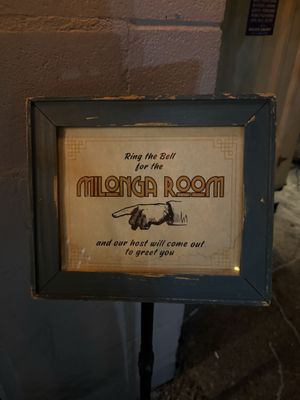 Ring the Bell
for the
MILONGA ROOM
and our host will come out
to greet you